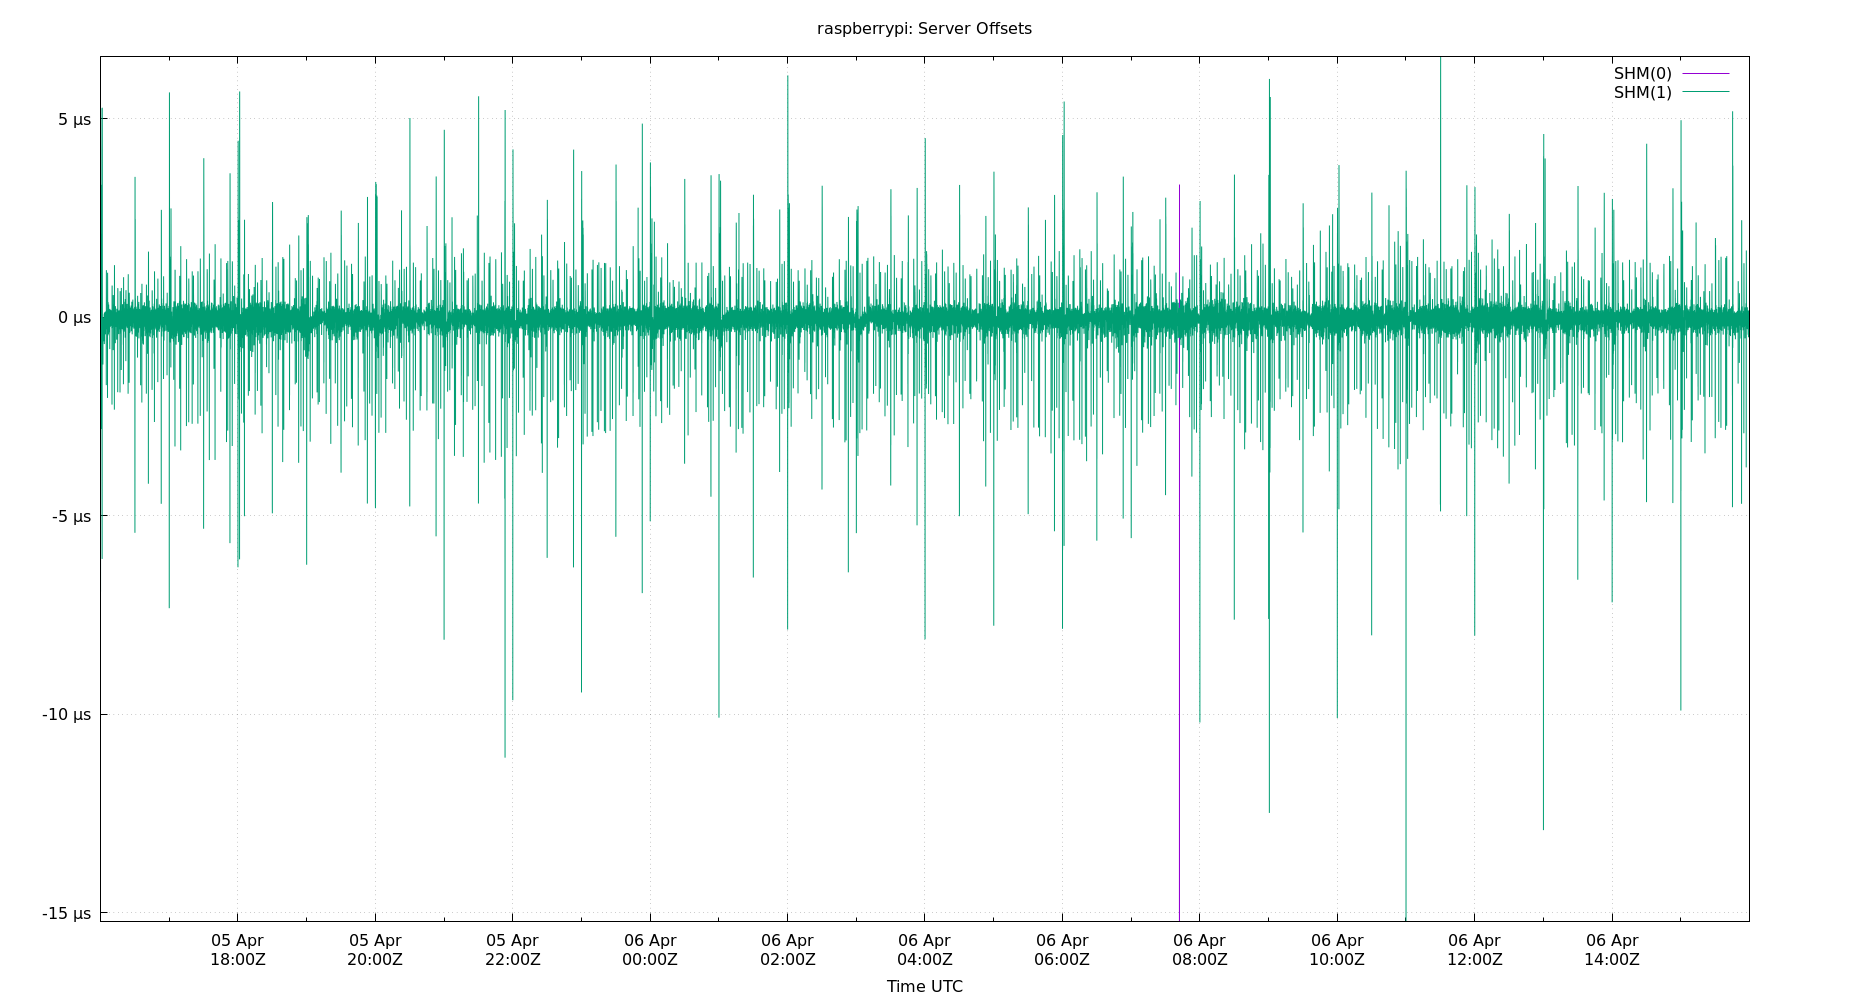 raspberrypi: Server Offsets
SHM(0)
SHM(1)
5 µs
0 µs
-5 µs
-10 µs
-15 µs
05 Apr 05 Apr 05 Apr 06 Apr 06 Apr 06 Apr 06 Apr 06 Apr 06 Apr 06 Apr 06 Apr
18:00Z 20:00Z 22:00Z 00:00Z 02:00Z 04:00Z 06:00Z 08:00Z 10:00Z 12:00Z 14:00Z
Time UTC